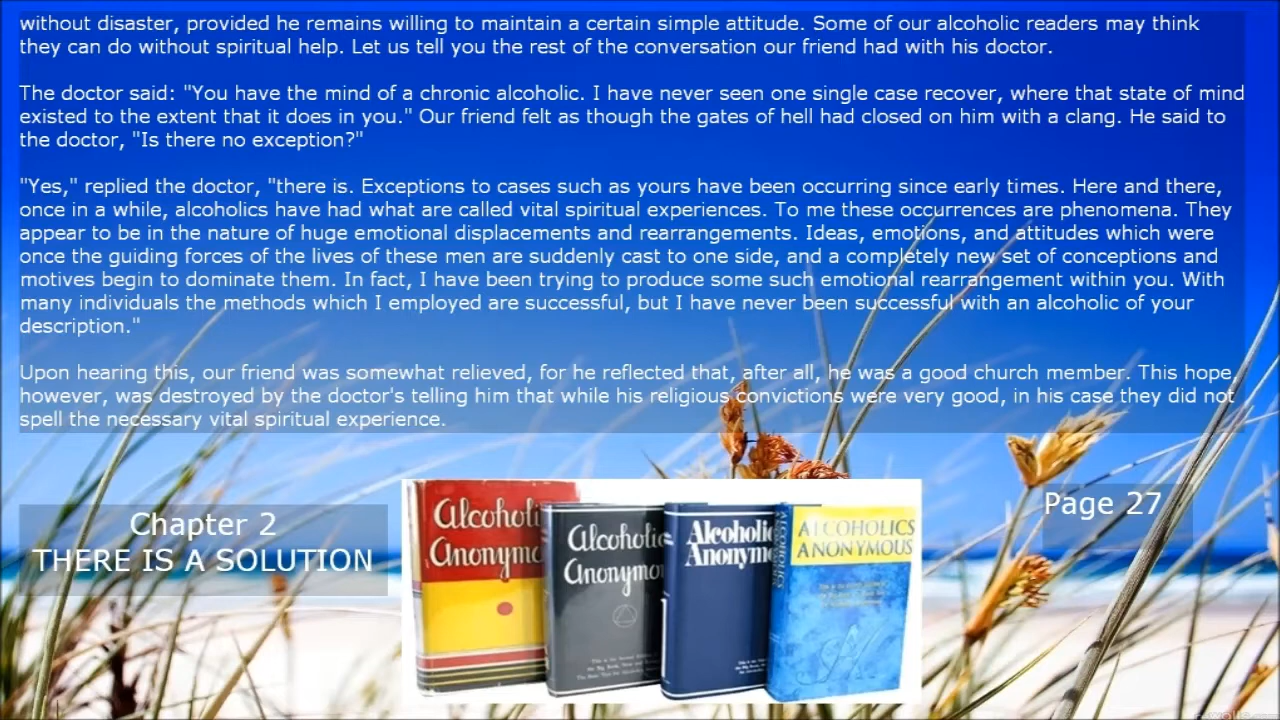 without disaster, provided he remains willing to maintain a certain simple attitude. Some of our alcoholic readers may think
they can do without spiritual help. Let us tell you the rest of the conversation our friend had with his doctor.
The doctor said: "You have the mind of a chronic alcoholic. I have never seen one single case recover, where that state of mind
existed to the extent that it does in you." Our friend felt as though the gates of hell had closed on him with a clang. He said to
the doctor, "Is there no exception?"
"Yes," replied the doctor, "there is. Exceptions to cases such as yours have been occurring since early times. Here and there,
once in a while, alcoholics have had what are called vital spiritual experiences. To me these occurrences are phenomena. They
appear to be in the nature of huge emotional displacements and rearrangements. Ideas, emotions, and attitudes which were
once the guiding forces of the lives of these men are suddenly cast to one side, and a completely new set of conceptions and
motives begin to dominate them. In fact, I have been trying to produce some such emotional rearrangement within you. With
many individuals the methods which I employed are successful, but I have never been successful with an alcoholic of your
description."
Upon hearing this, our friend was somewhat relieved, for he reflected that, after all, he was a good church member. This hope,
however, was destroyed by the doctor's telling him that while his religious convictions were very good, in his case they did not
spell the necessary vital spiritual experience.
Chapter 2
THERE IS A SOLUTION
Alcoholi
Anonymo
Alcoholic
Anonymou
Alcoholic
Anonymo
ALCOHOLICS
ANONYMOUS
ALCOHOLICS
ANONYMOUS
AA
Page 27